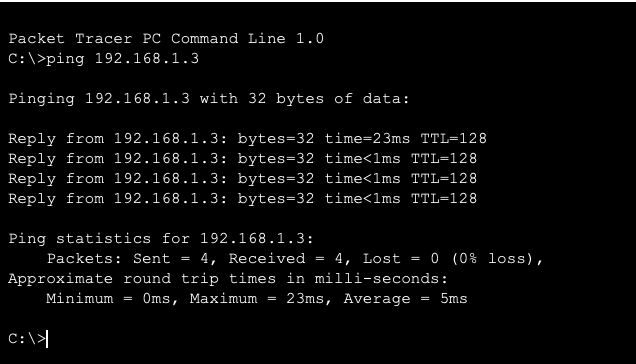 Packet Tracer PC Command Line 1.0
C:\>ping 192.168.1.3
Pinging 192.168.1.3 with 32 bytes of data:
Reply from 192.168.1.3: bytes=32 time=23ms TTL=128
Reply from 192.168.1.3: bytes=32 time<1ms TTL=128
Reply from 192.168.1.3: bytes=32 time<1ms TTL=128
Reply from 192.168.1.3: bytes=32 time<1ms TTL=128
Ping statistics for 192.168.1.3:
    Packets: Sent = 4, Received = 4, Lost = 0 (0% loss),
Approximate round trip times in milli-seconds:
    Minimum = 0ms, Maximum = 23ms, Average = 5ms
C:\>